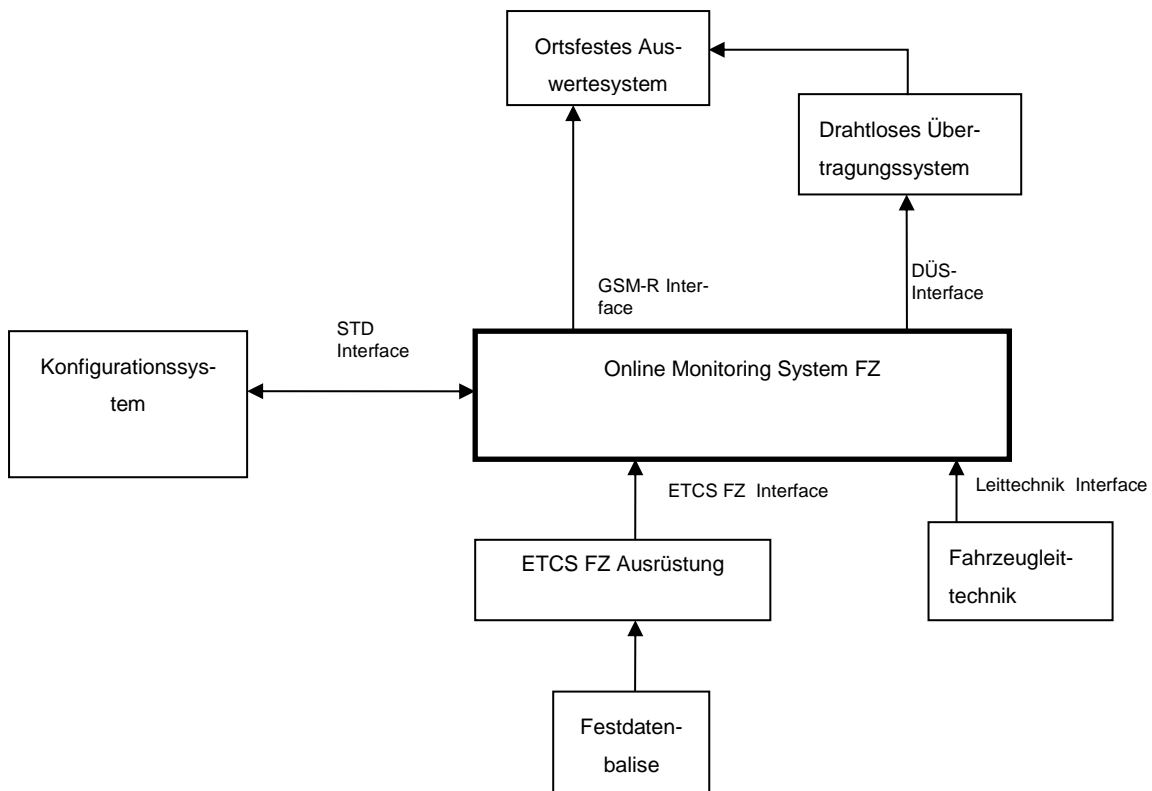 Ortsfestes Aus-
wertesystem
Drahtloses Über-
tragungssystem
GSM-R Inter-
face
DÜS-
Interface
STD
Interface
Konfigurationssys-
tem
Online Monitoring System FZ
ETCS FZ  Interface
Leittechnik  Interface
ETCS FZ Ausrüstung
Fahrzeugleit-
technik
Festdaten-
balise